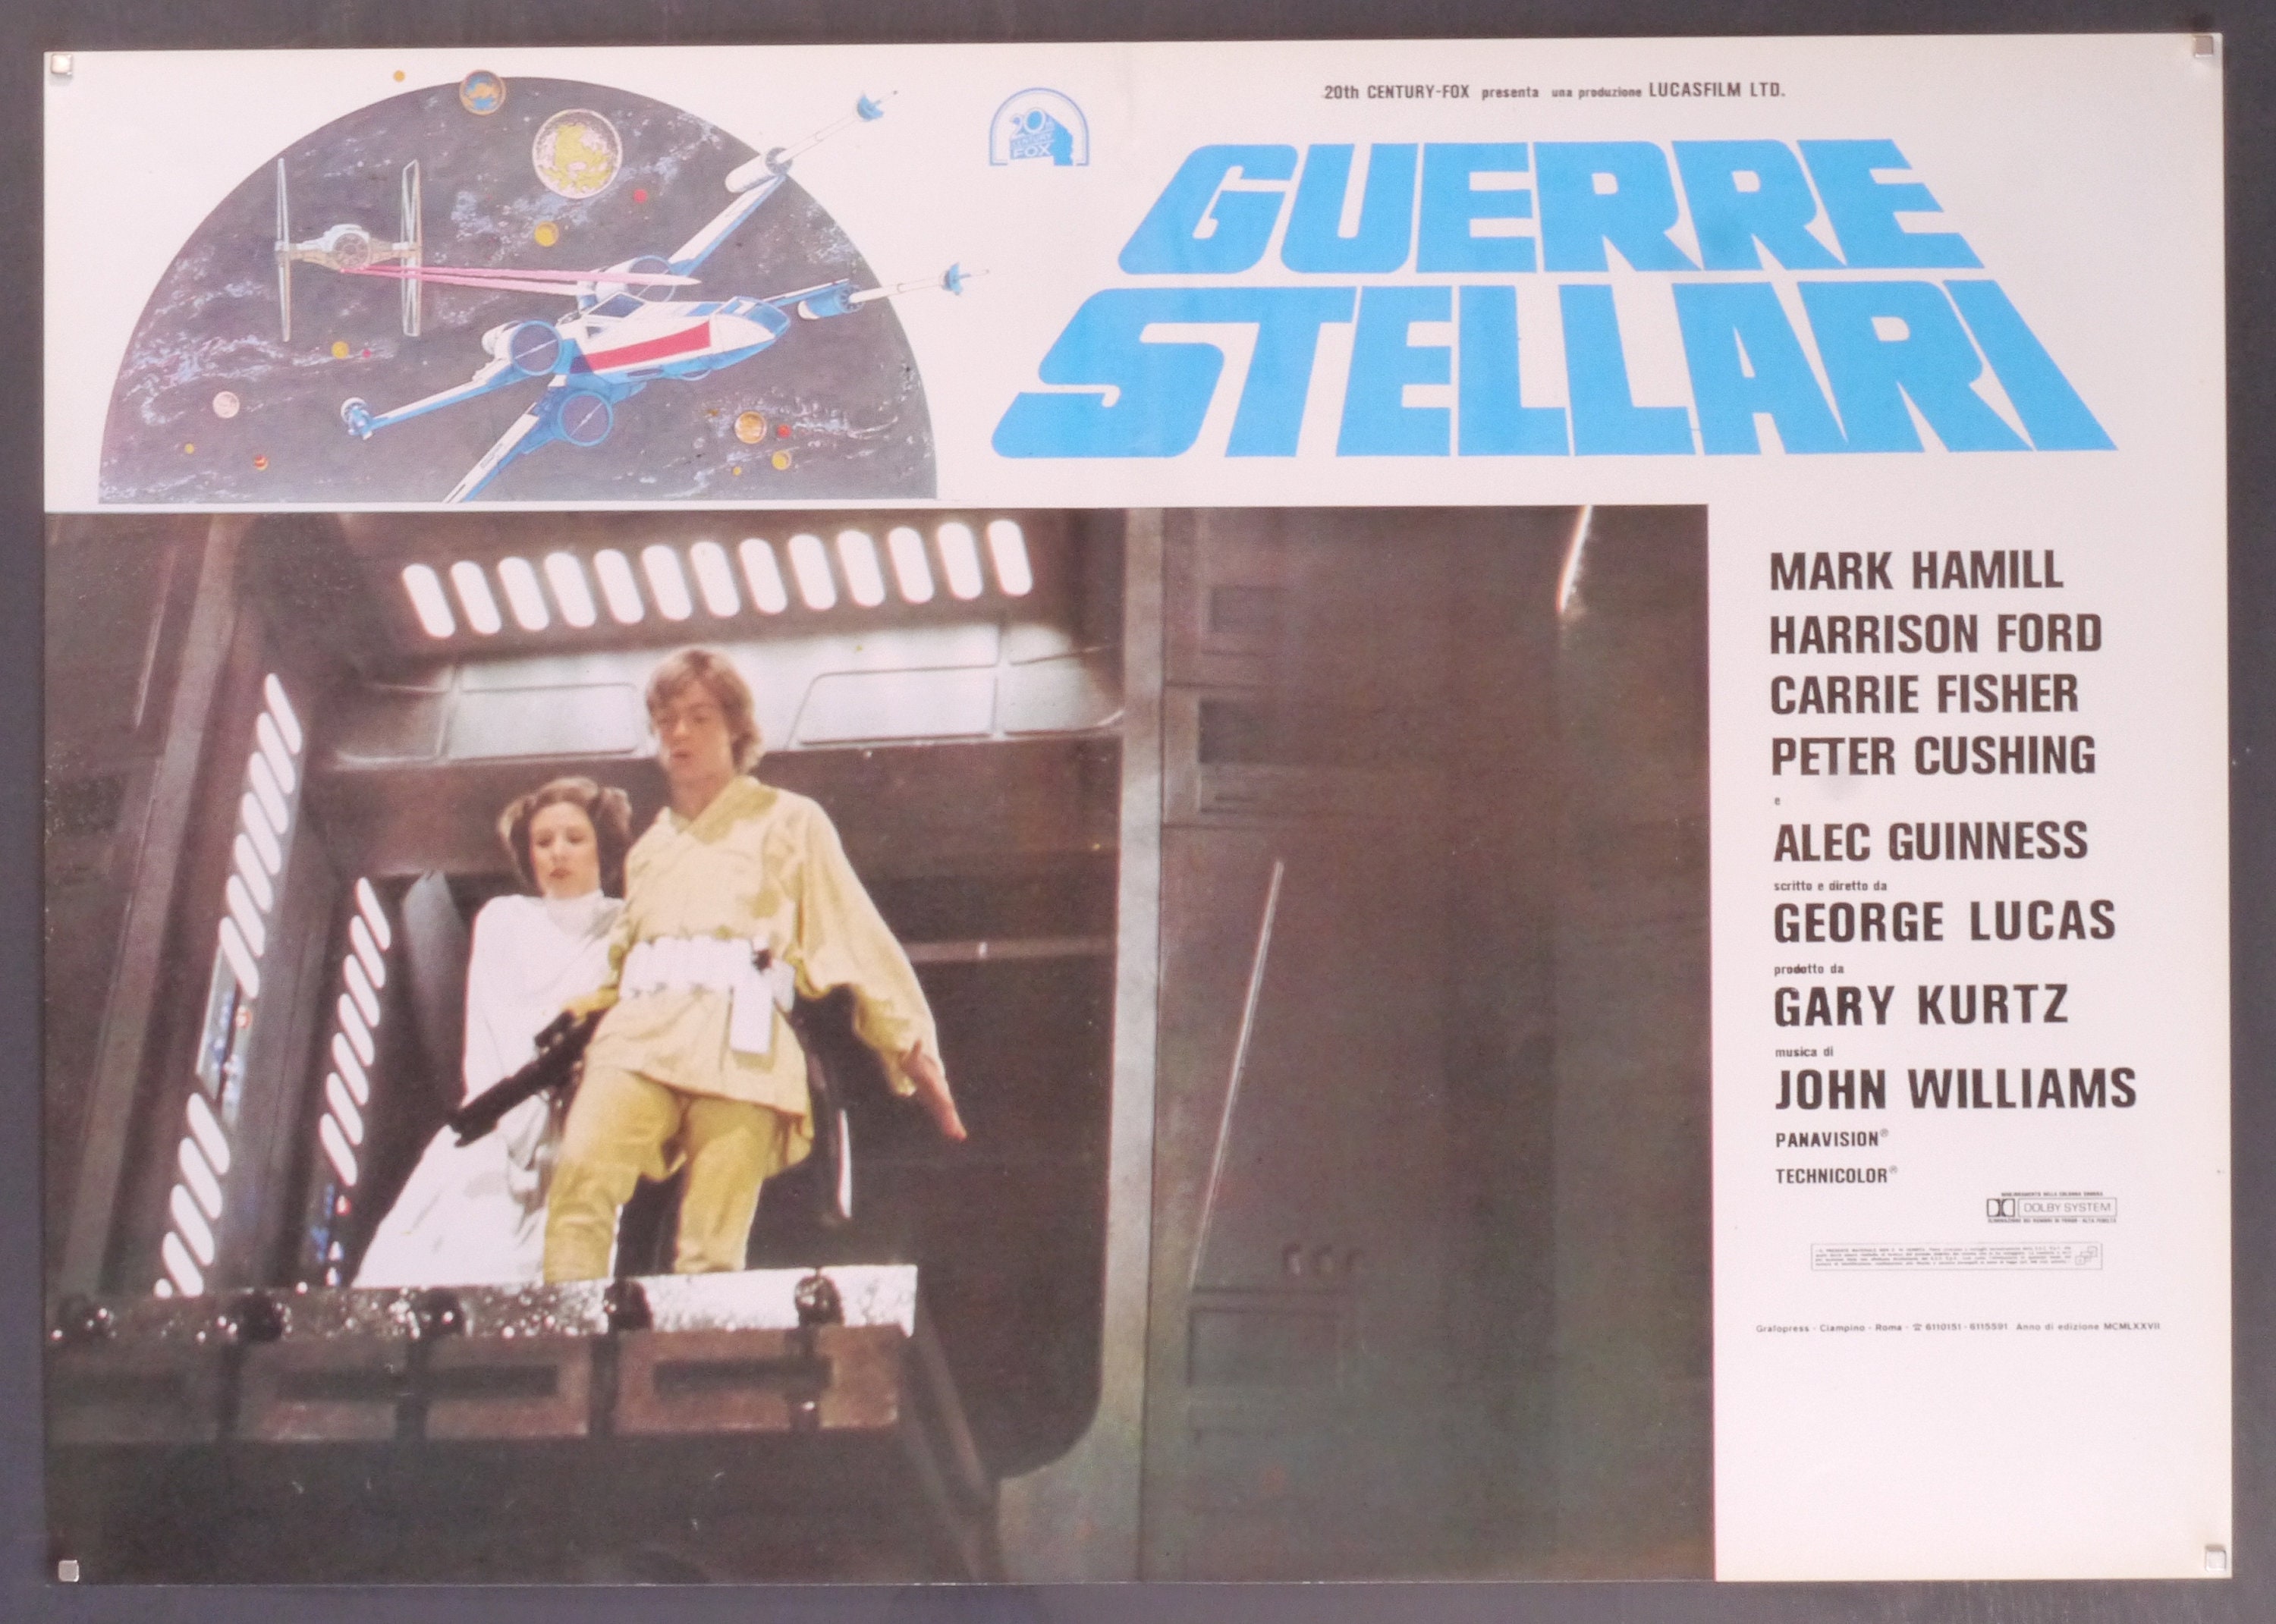 20th CENTURY-FOX presenta una produzione LUCASFILM LTD.
20th CENTURY FOX
GUERRE
STELLARI
MARK HAMILL
HARRISON FORD
CARRIE FISHER
PETER CUSHING
e
ALEC GUINNESS
scritto e diretto da
GEORGE LUCAS
prodotto da
GARY KURTZ
musica di
JOHN WILLIAMS
PANAVISION®
TECHNICOLOR®
DOLBY SYSTEM
Grafopress - Ciampino - Roma - ☎ 6110151 - 6115591 Anno di edizione MCMLXXVII